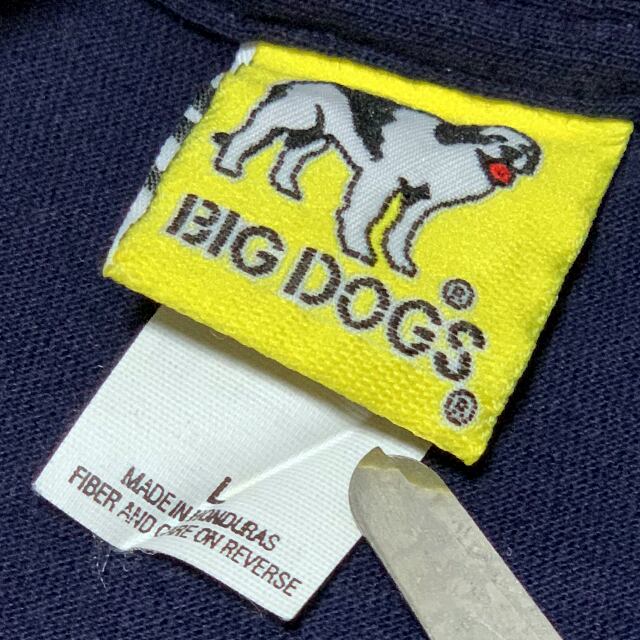 BIG DOGS®
®
L
MADE IN HONDURAS
FIBER AND CARE ON REVERSE